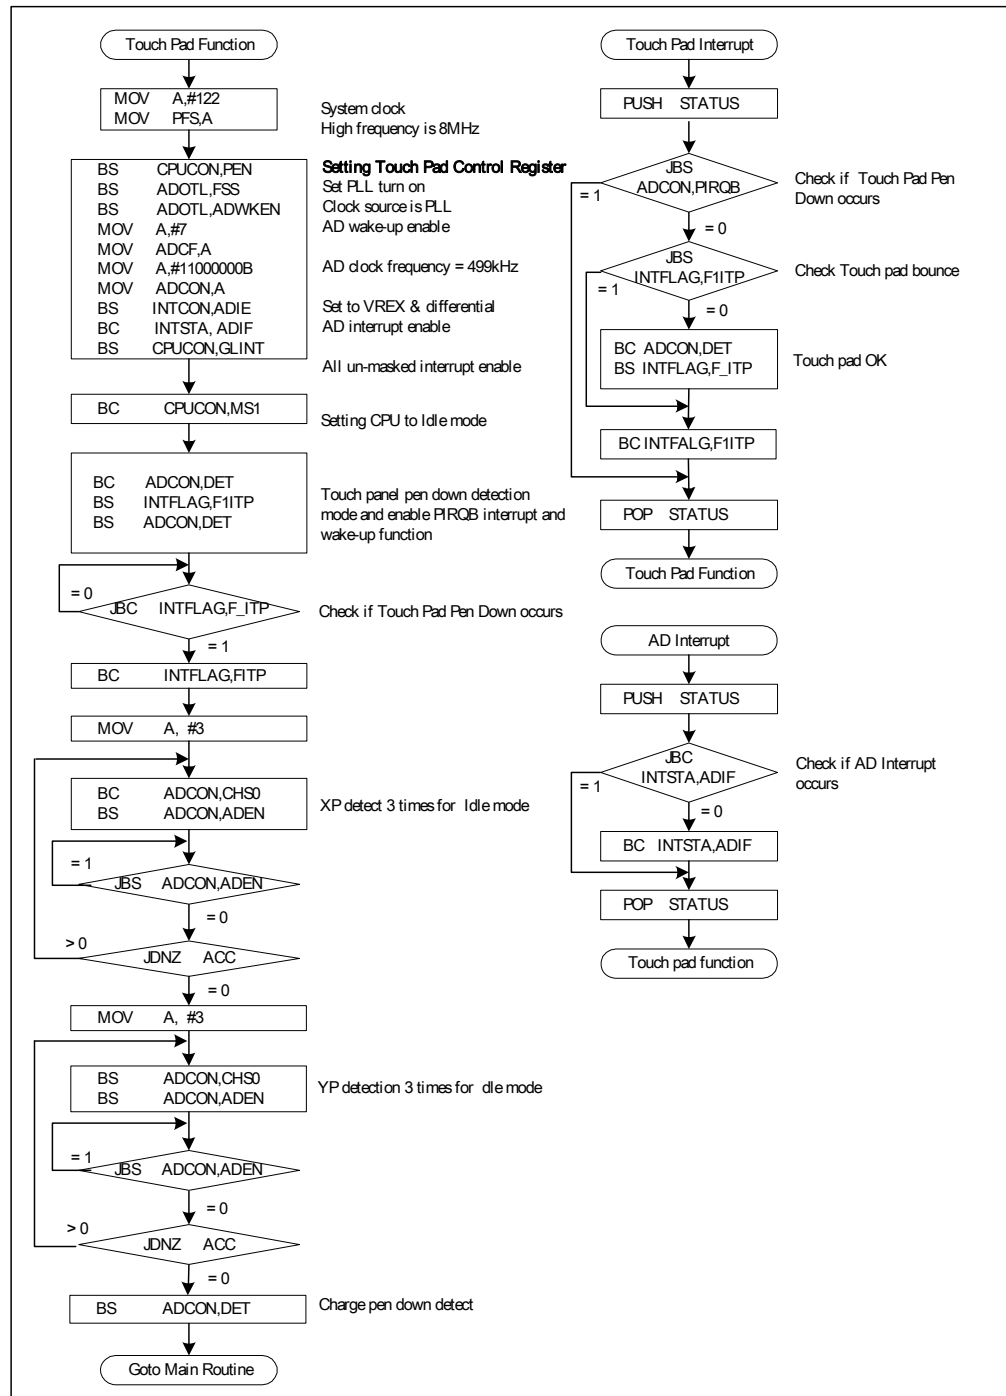 Touch Pad Function
MOV A,#122
MOV PFS,A
System clock
High frequency is 8MHz
BS CPUCON,PEN
BS ADOTL,FSS
BS ADOTL,ADWKEN
MOV A,#7
MOV ADCF,A
MOV A,#11000000B
MOV ADCON,A
BS INTCON,ADIE
BC INTSTA, ADIF
BS CPUCON,GLINT
Setting Touch Pad Control Register
Set PLL turn on
Clock source is PLL
AD wake-up enable
AD clock frequency = 499kHz
Set to VREX & differential
AD interrupt enable
All un-masked interrupt enable
BC CPUCON,MS1
Setting CPU to Idle mode
BC ADCON,DET
BS INTFLAG,F1ITP
BS ADCON,DET
Touch panel pen down detection
mode and enable PIRQB interrupt and
wake-up function
= 0
JBC INTFLAG,F_ITP
Check if Touch Pad Pen Down occurs
= 1
BC INTFLAG,FITP
MOV A, #3
BC ADCON,CHS0
BS ADCON,ADEN
XP detect 3 times for Idle mode
= 1
JBS ADCON,ADEN
= 0
> 0
JDNZ ACC
= 0
MOV A, #3
BS ADCON,CHS0
BS ADCON,ADEN
YP detection 3 times for dle mode
= 1
JBS ADCON,ADEN
= 0
> 0
JDNZ ACC
= 0
BS ADCON,DET
Charge pen down detect
Goto Main Routine
Touch Pad Interrupt
PUSH STATUS
JBS
ADCON,PIRQB
Check if Touch Pad Pen
Down occurs
= 1
= 0
JBS
INTFLAG,F1ITP
Check Touch pad bounce
= 1
= 0
BC ADCON,DET
BS INTFLAG,F_ITP
Touch pad OK
BC INTFALG,F1ITP
POP STATUS
Touch Pad Function
AD Interrupt
PUSH STATUS
JBC
INTSTA,ADIF
Check if AD Interrupt
occurs
= 1
= 0
BC INTSTA,ADIF
POP STATUS
Touch pad function